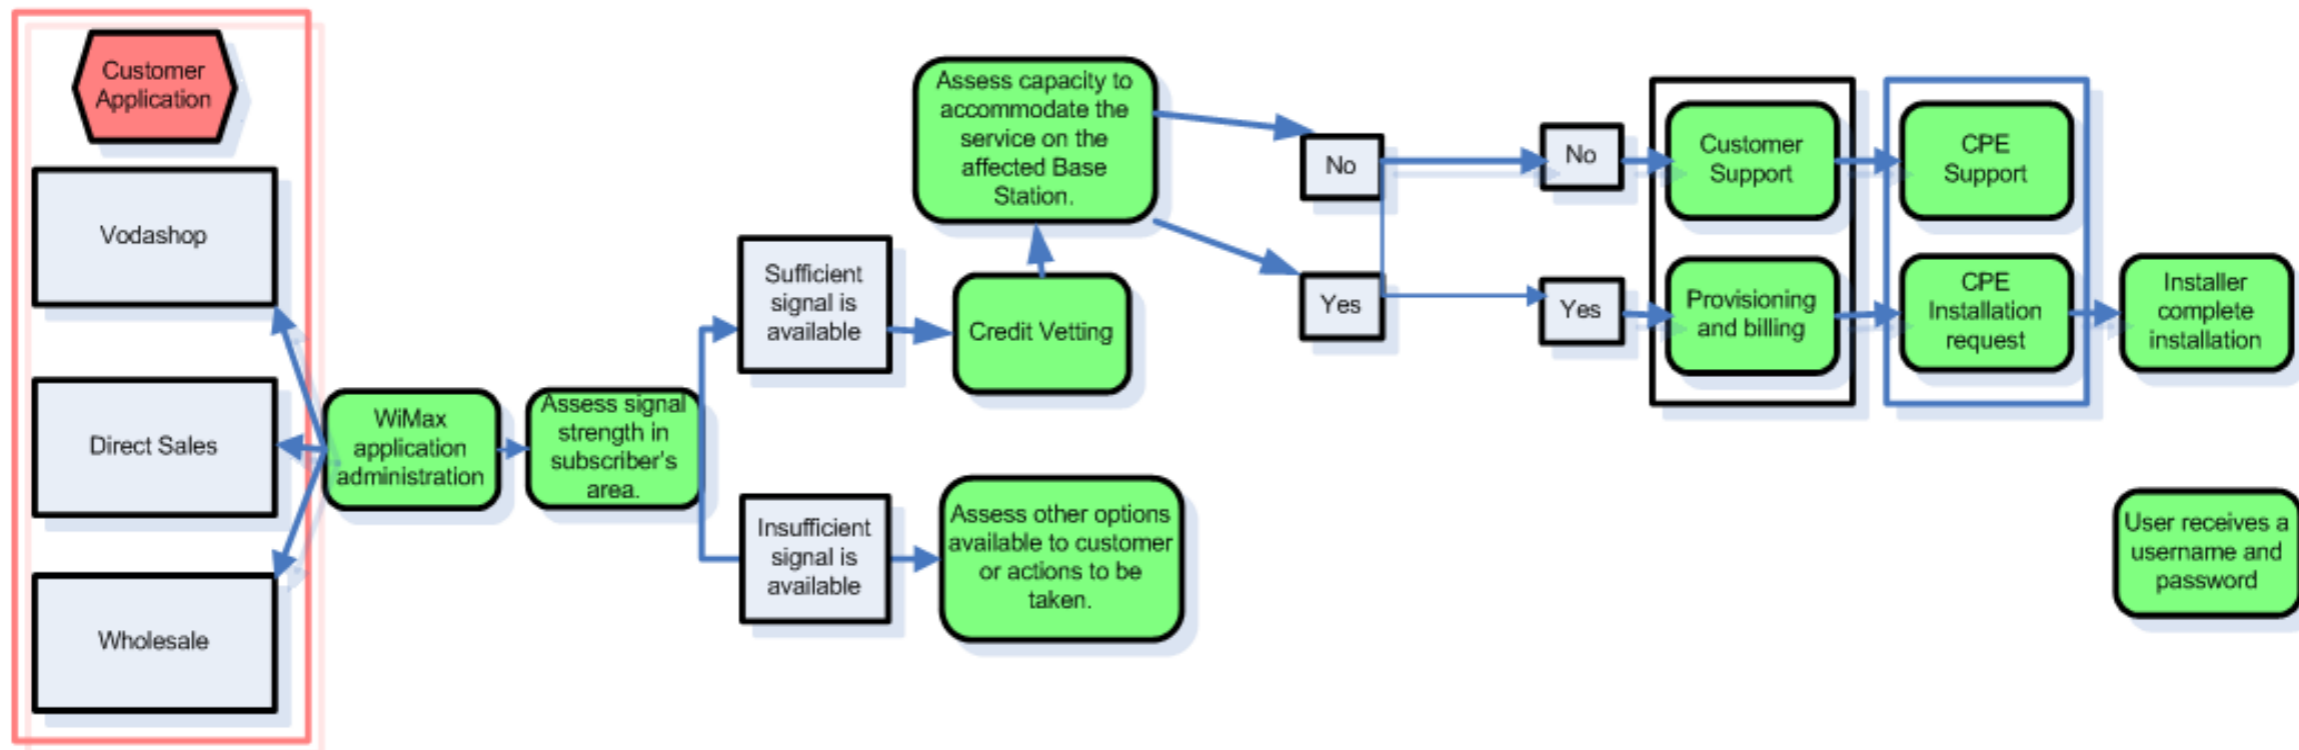 Customer
Application
Vodashop
Direct Sales
Wholesale
WiMax
application
administration
Assess signal
strength in
subscriber's
area.
Sufficient
signal is
available
Insufficient
signal is
available
Credit Vetting
Assess capacity to
accommodate the
service on the
affected Base
Station.
Assess other options
available to customer
or actions to be
taken.
No
Yes
No
Yes
Customer
Support
Provisioning
and billing
CPE
Support
CPE
Installation
request
Installer
complete
installation
User receives a
username and
password